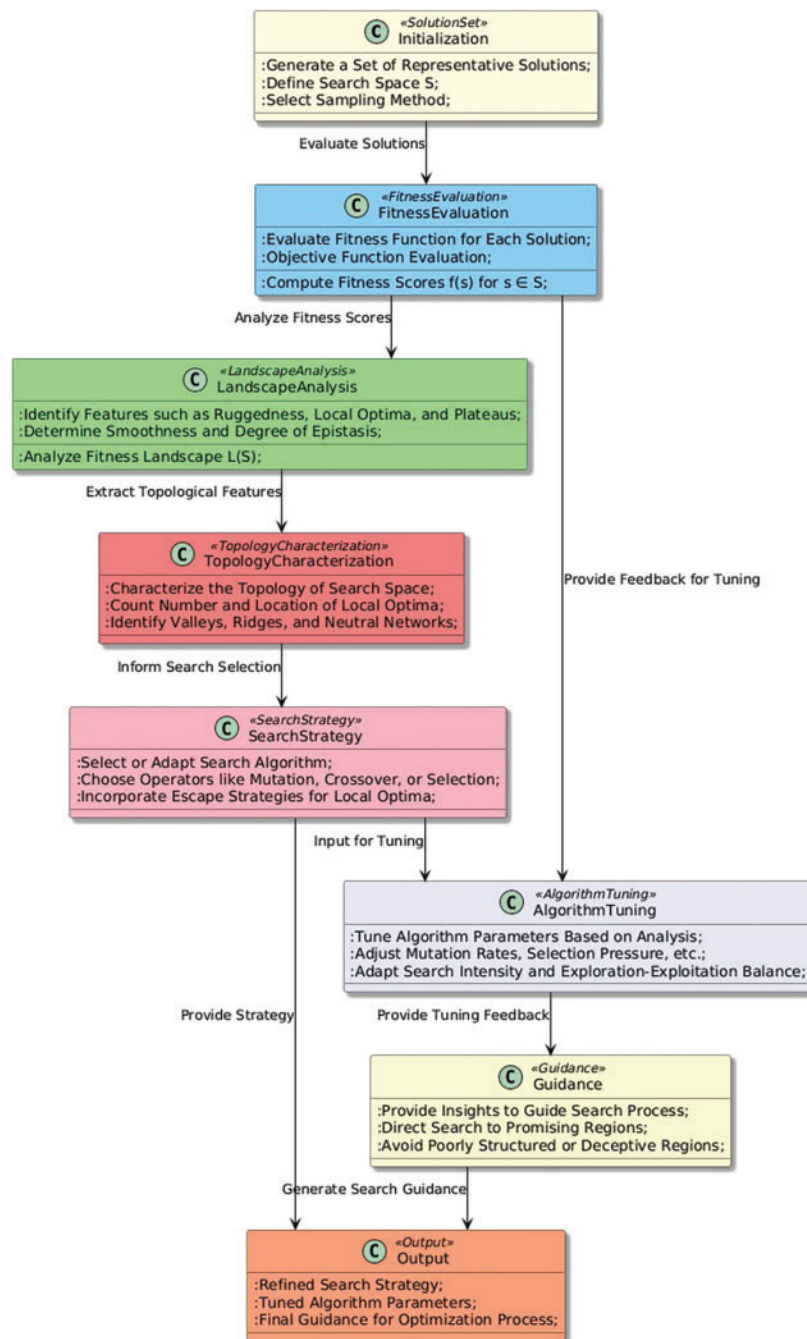 «SolutionSet»
C Initialization
:Generate a Set of Representative Solutions;
:Define Search Space S;
:Select Sampling Method;
Evaluate Solutions
«FitnessEvaluation»
C FitnessEvaluation
:Evaluate Fitness Function for Each Solution;
:Objective Function Evaluation;
:Compute Fitness Scores f(s) for s ∈ S;
Analyze Fitness Scores
«LandscapeAnalysis»
C LandscapeAnalysis
:Identify Features such as Ruggedness, Local Optima, and Plateaus;
:Determine Smoothness and Degree of Epistasis;
:Analyze Fitness Landscape L(S);
Extract Topological Features
«TopologyCharacterization»
C TopologyCharacterization
:Characterize the Topology of Search Space;
:Count Number and Location of Local Optima;
:Identify Valleys, Ridges, and Neutral Networks;
Provide Feedback for Tuning
Inform Search Selection
«SearchStrategy»
C SearchStrategy
:Select or Adapt Search Algorithm;
:Choose Operators like Mutation, Crossover, or Selection;
:Incorporate Escape Strategies for Local Optima;
Input for Tuning
«AlgorithmTuning»
C AlgorithmTuning
:Tune Algorithm Parameters Based on Analysis;
:Adjust Mutation Rates, Selection Pressure, etc.;
:Adapt Search Intensity and Exploration-Exploitation Balance;
Provide Strategy
Provide Tuning Feedback
«Guidance»
C Guidance
:Provide Insights to Guide Search Process;
:Direct Search to Promising Regions;
:Avoid Poorly Structured or Deceptive Regions;
Generate Search Guidance
«Output»
C Output
:Refined Search Strategy;
:Tuned Algorithm Parameters;
:Final Guidance for Optimization Process;